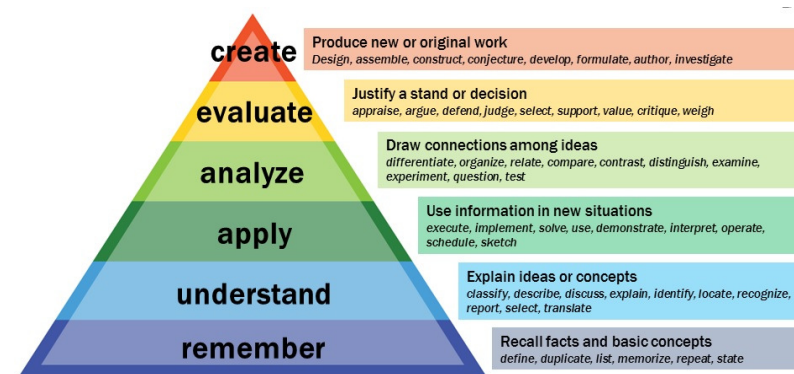 create
Produce new or original work
Design, assemble, construct, conjecture, develop, formulate, author, investigate
evaluate
Justify a stand or decision
appraise, argue, defend, judge, select, support, value, critique, weigh
analyze
Draw connections among ideas
differentiate, organize, relate, compare, contrast, distinguish, examine,
experiment, question, test
apply
Use information in new situations
execute, implement, solve, use, demonstrate, interpret, operate,
schedule, sketch
understand
Explain ideas or concepts
classify, describe, discuss, explain, identify, locate, recognize,
report, select, translate
remember
Recall facts and basic concepts
define, duplicate, list, memorize, repeat, state